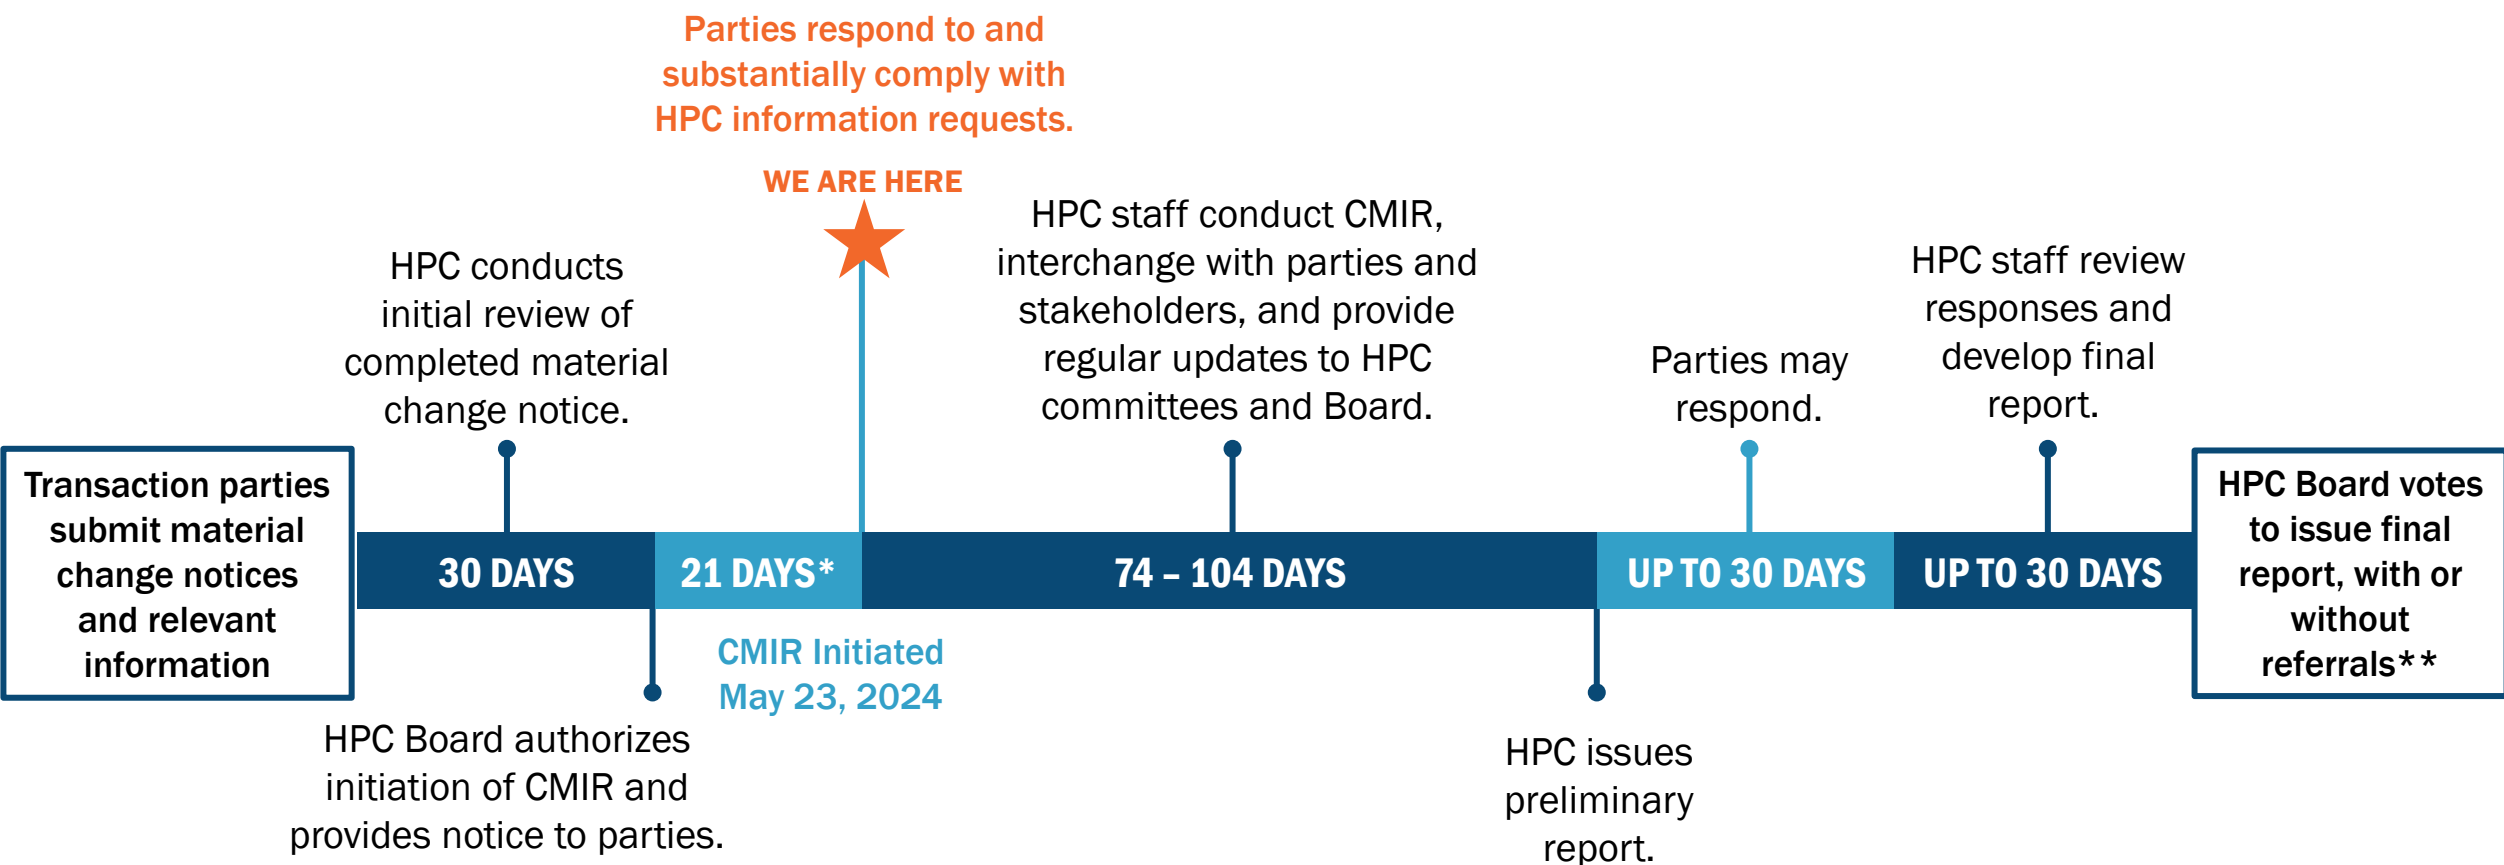 Parties respond to and
substantially comply with
HPC information requests.
WE ARE HERE
HPC conducts
initial review of
completed material
change notice.
HPC staff conduct CMIR,
interchange with parties and
stakeholders, and provide
regular updates to HPC
committees and Board.
Parties may
respond.
HPC staff review
responses and
develop final
report.
Transaction parties
submit material
change notices
and relevant
information
30 DAYS
21 DAYS*
74 – 104 DAYS
UP TO 30 DAYS
UP TO 30 DAYS
HPC Board votes
to issue final
report, with or
without
referrals**
CMIR Initiated
May 23, 2024
HPC Board authorizes
initiation of CMIR and
provides notice to parties.
HPC issues
preliminary
report.